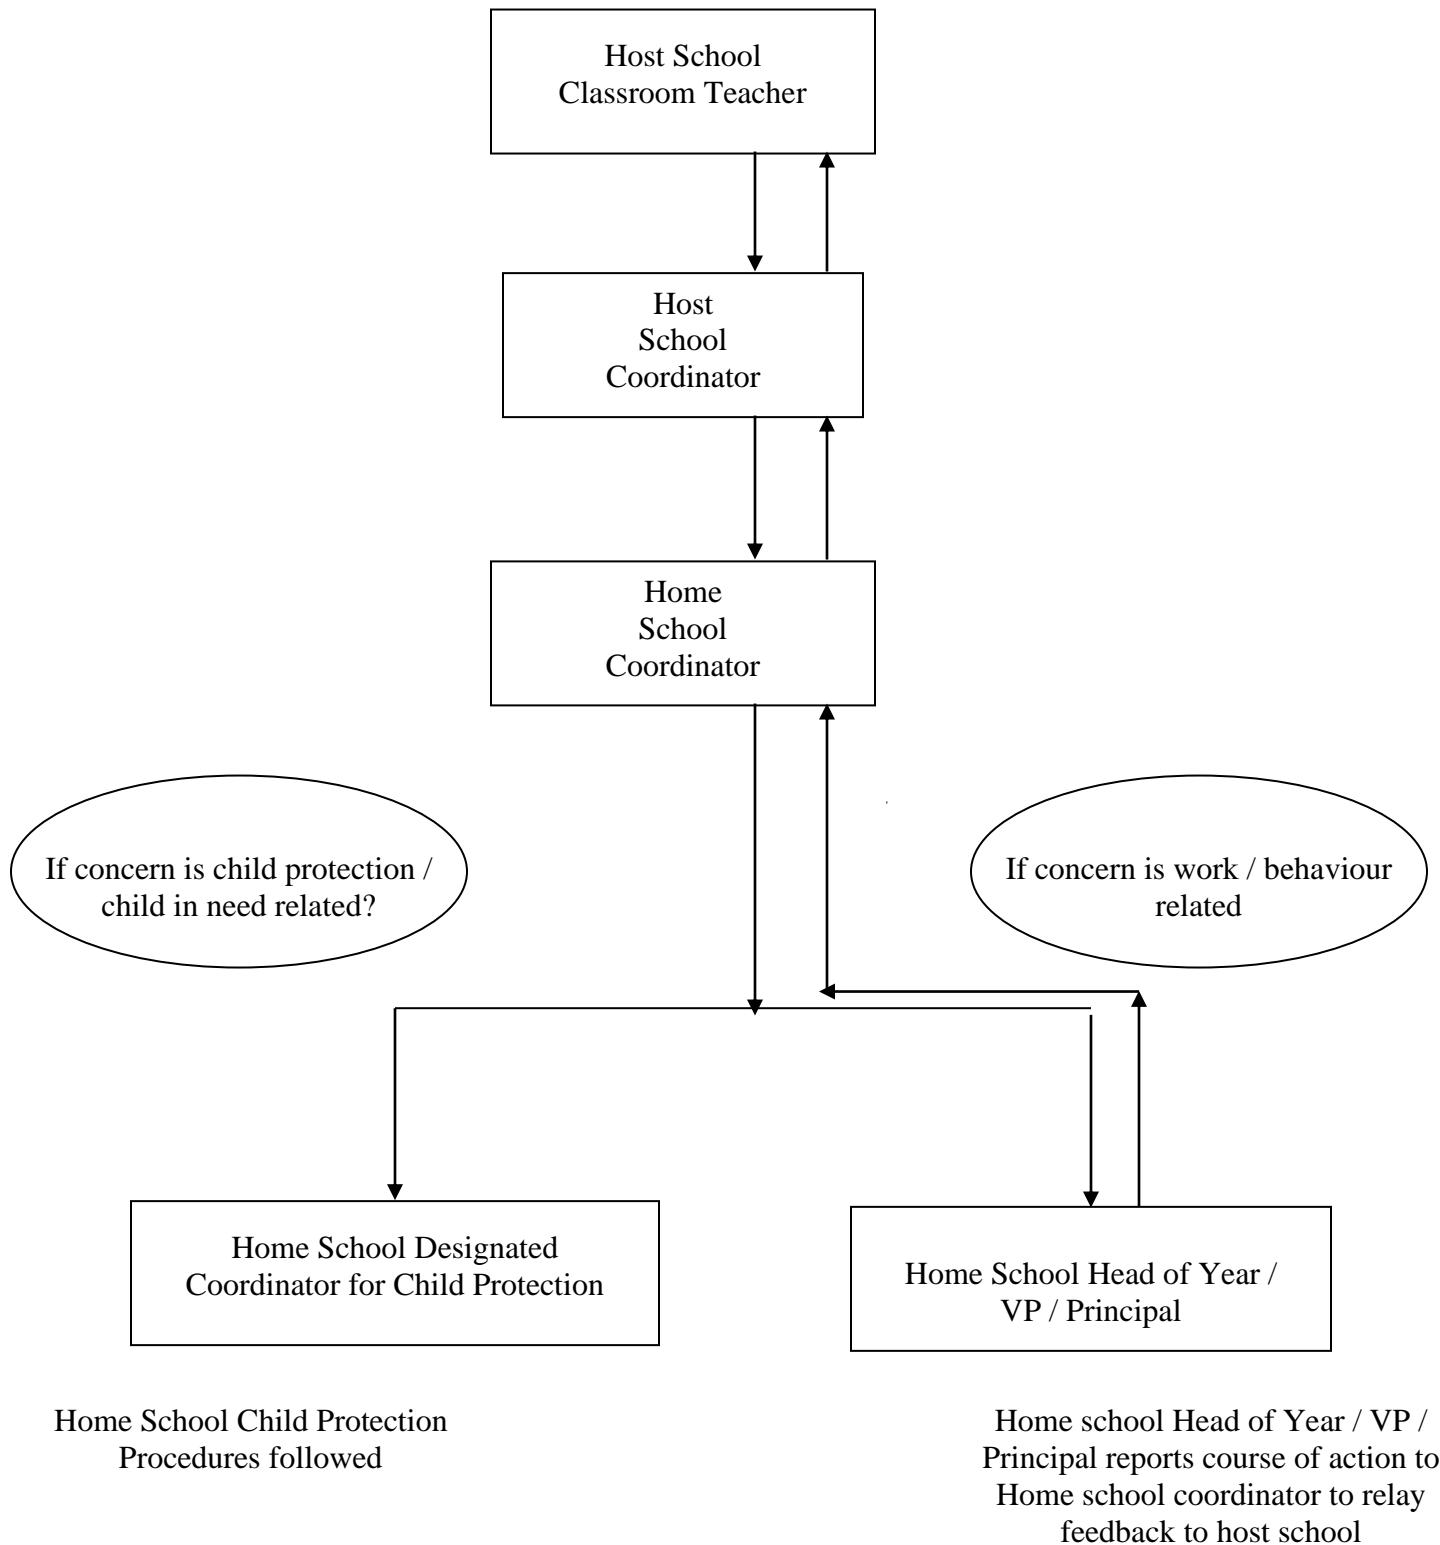 Host School
Classroom Teacher
Host
School
Coordinator
Home
School
Coordinator
If concern is child protection /
child in need related?
If concern is work / behaviour
related
Home School Designated
Coordinator for Child Protection
Home School Head of Year /
VP / Principal
Home School Child Protection
Procedures followed
Home school Head of Year / VP /
Principal reports course of action to
Home school coordinator to relay
feedback to host school